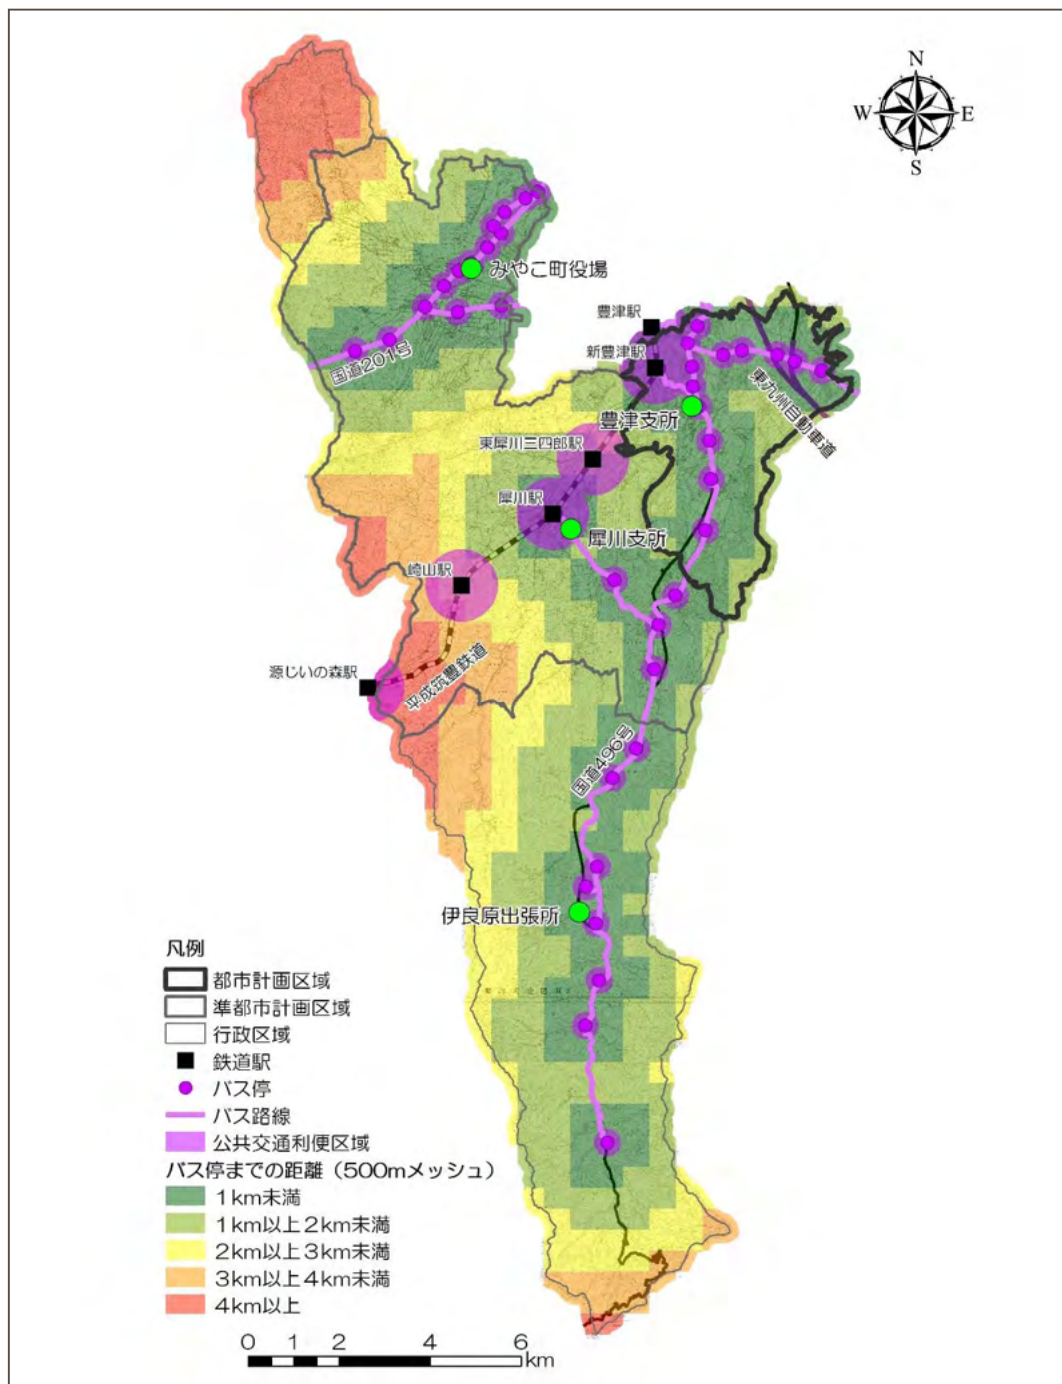 N
W
E
S
みやこ町役場
国道201号
豊津駅
新豊津駅
豊津支所
東九州自動車道
東犀川三四郎駅
犀川駅
犀川支所
崎山駅
源じいの森駅
平成筑豊鉄道
国道496号
伊良原出張所
凡例
都市計画区域
準都市計画区域
行政区域
鉄道駅
バス停
バス路線
公共交通利便区域
バス停までの距離（500mメッシュ）
1km未満
1km以上2km未満
2km以上3km未満
3km以上4km未満
4km以上
0 1 2 4 6
km